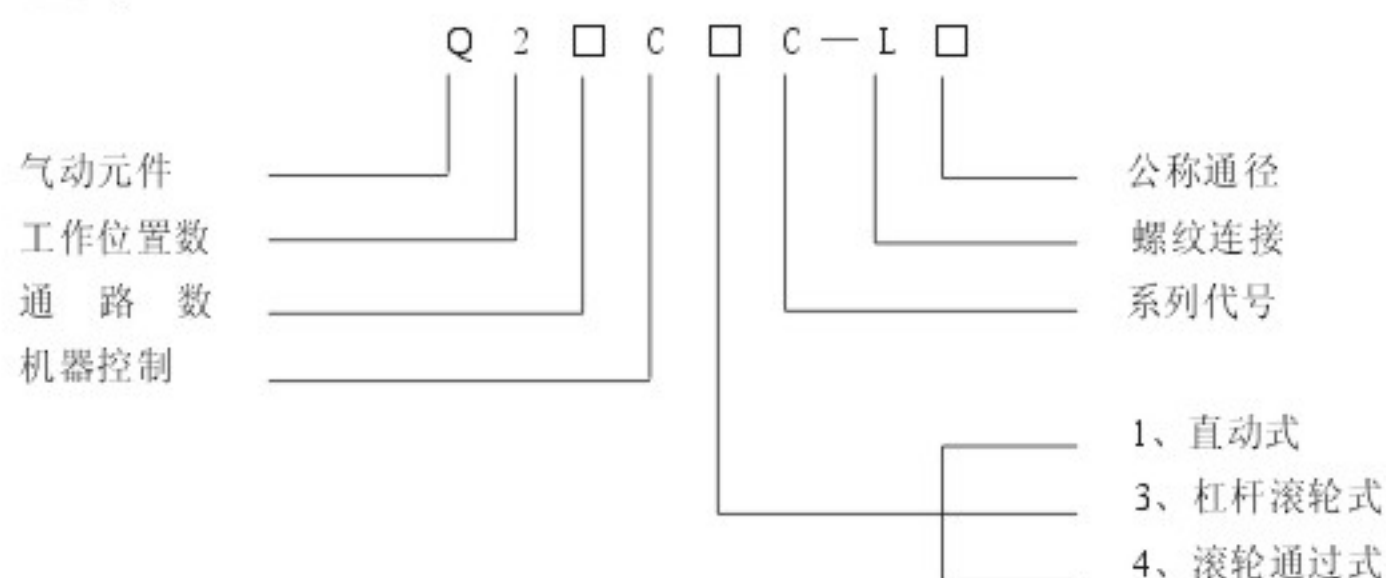 Q 2 □ C □ C — L □
气动元件
工作位置数
通 路 数
机器控制
公称通径
螺纹连接
系列代号
1、直动式
3、杠杆滚轮式
4、滚轮通过式